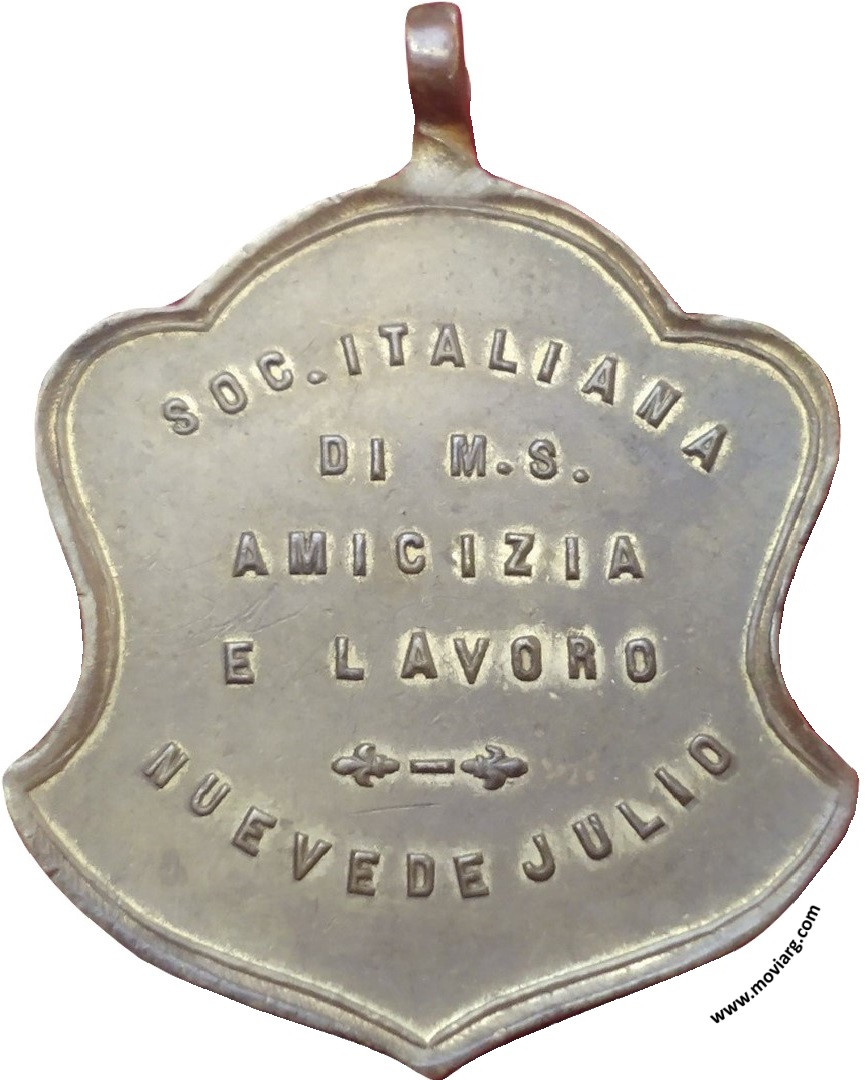 SOC. ITALIANA
DI M.S.
AMICIZIA
E LAVORO
NUEVE DE JULIO
www.moviarg.com